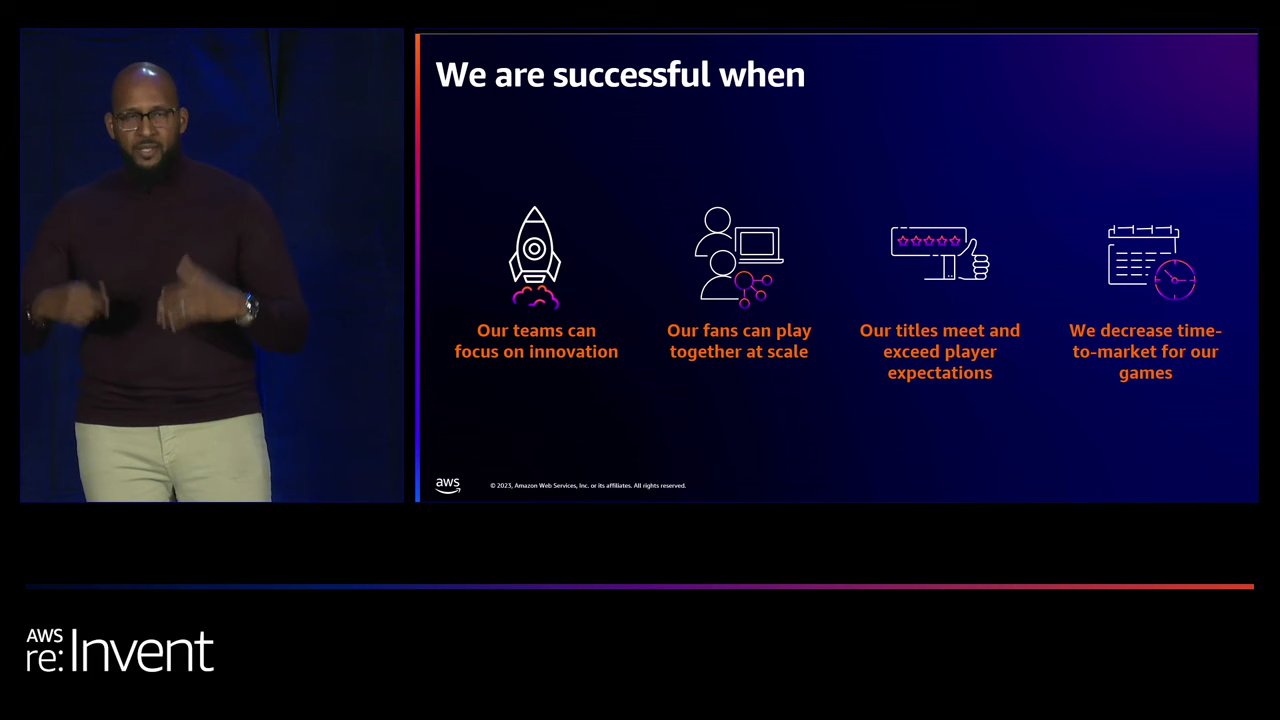 We are successful when
Our teams can
focus on innovation
Our fans can play
together at scale
Our titles meet and
exceed player
expectations
We decrease time-
to-market for our
games
aws
© 2023, Amazon Web Services, Inc. or its affiliates. All rights reserved.
AWS
re:Invent